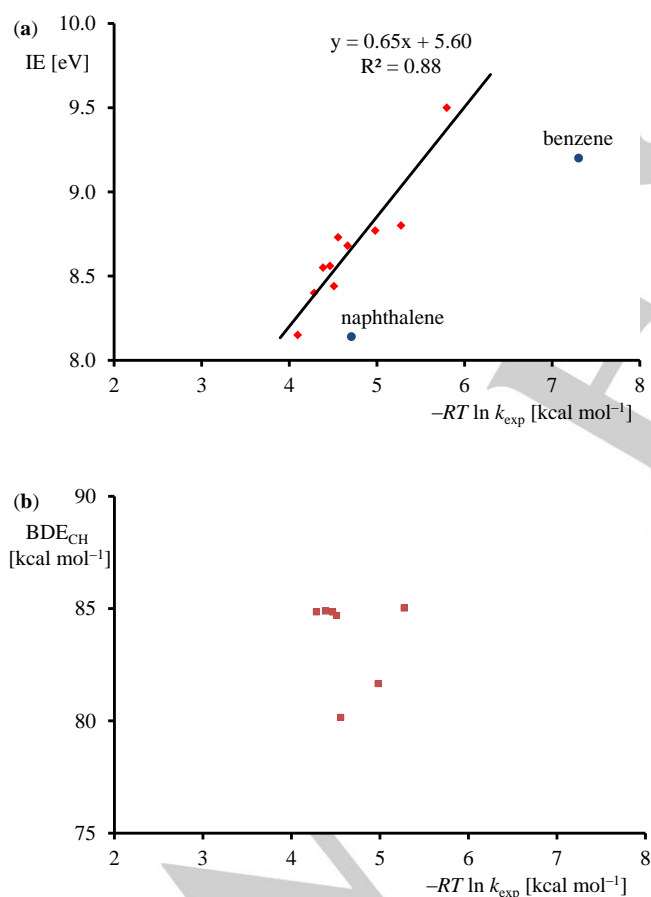 (a)
IE [eV]
10.0
9.5
9.0
8.5
8.0
y = 0.65x + 5.60
R² = 0.88
benzene
naphthalene
2 3 4 5 6 7 8
–RT ln kexp [kcal mol⁻¹]
(b)
BDECH
[kcal mol⁻¹]
90
85
80
75
2 3 4 5 6 7 8
–RT ln kexp [kcal mol⁻¹]